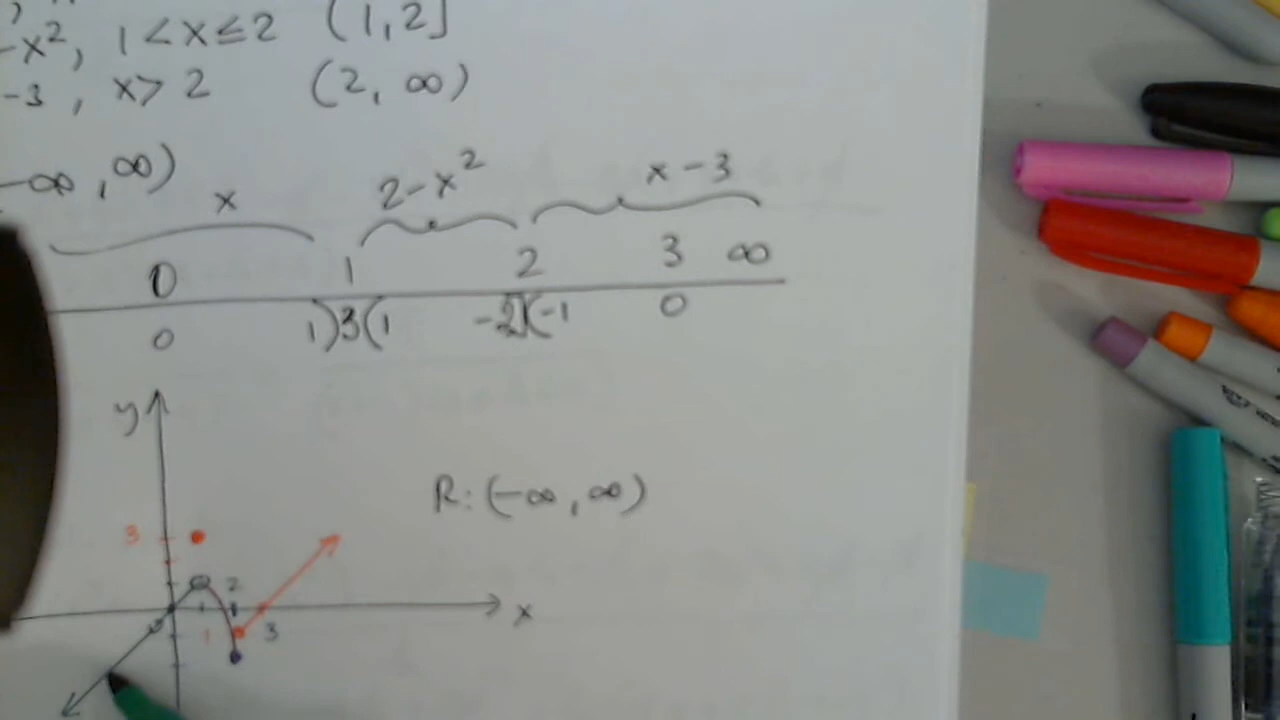 -x², 1 < x ≤ 2 (1,2]
-3, x > 2 (2, ∞)
-∞, ∞)
x 2-x² x-3
0 1 2 3 ∞
0 1)3(1 -2](-1 0
y
R: (-∞, ∞)
3
2
1 3
x